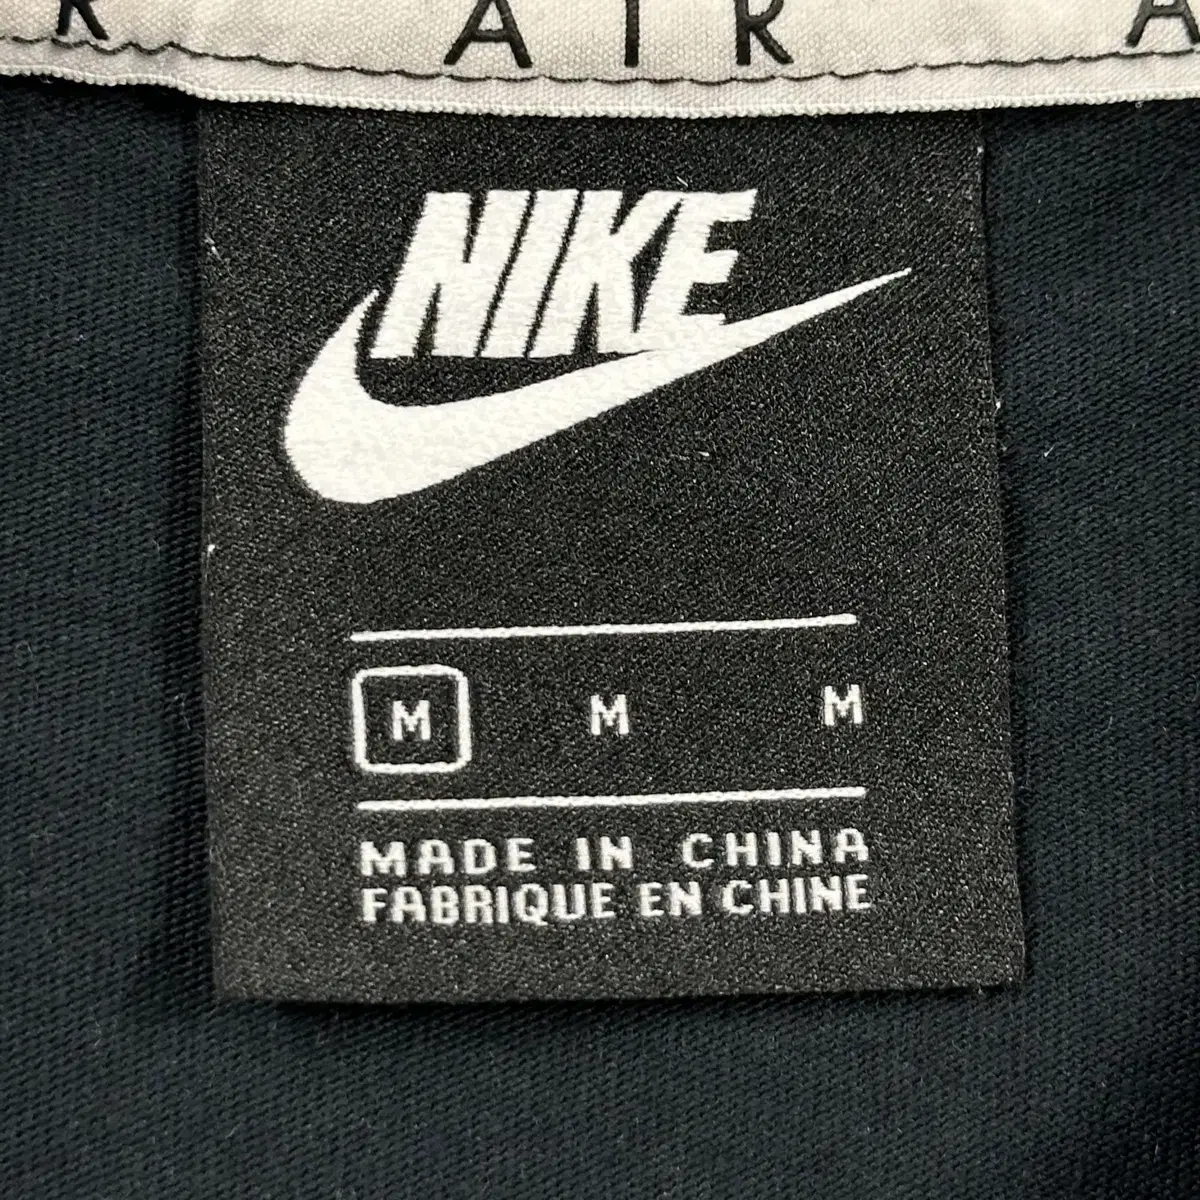 R AIR A
NIKE
M M M
MADE IN CHINA
FABRIQUE EN CHINE